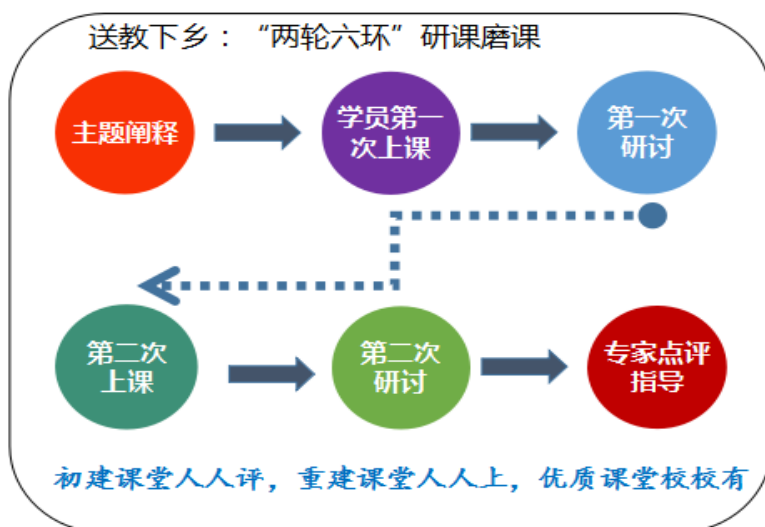 送教下乡：“两轮六环”研课磨课
主题阐释
学员第一
次上课
第一次
研讨
第二次
上课
第二次
研讨
专家点评
指导
初建课堂人人评，重建课堂人人上，优质课堂校校有